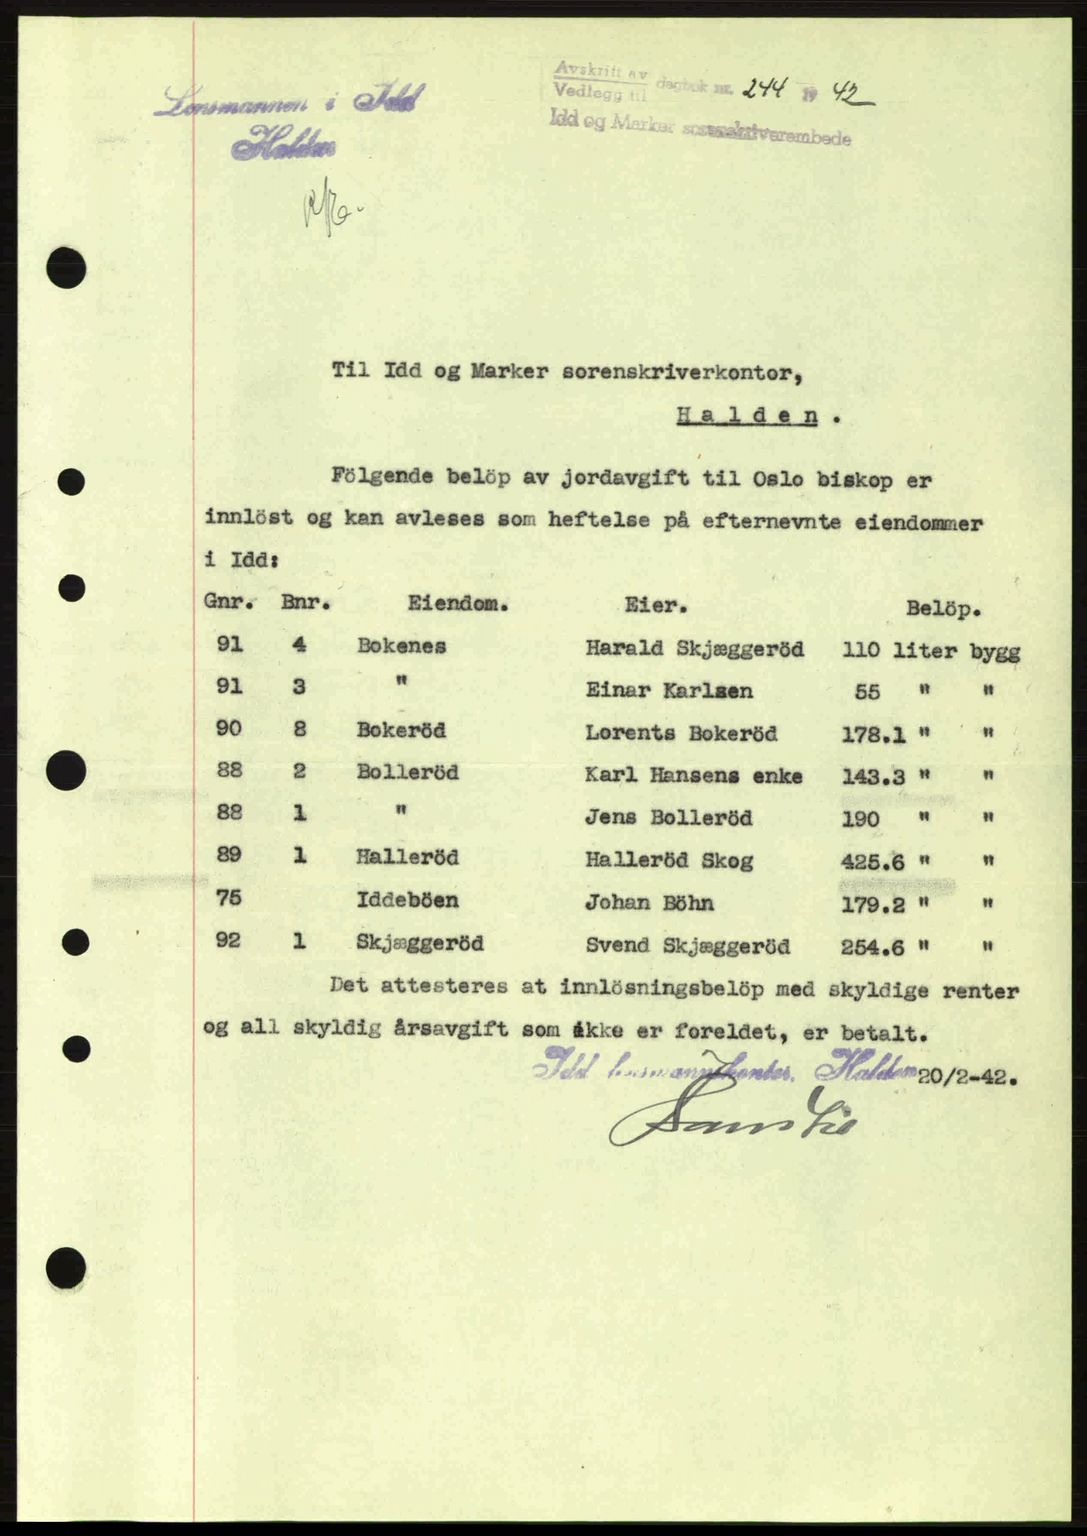 Lensmannen i Idd
Halden
Avskrift av
Vedlegg til dagbok nr. 244 19 42
Idd og Marker sorenskriverembede
Til Idd og Marker sorenskriverkontor,
Halden.
Fölgende belöp av jordavgift til Oslo biskop er
innlöst og kan avleses som heftelse på efternevnte eiendommer
i Idd:
Gnr. Bnr. Eiendom. Eier. Belöp.
91 4 Bokenes Harald Skjæggeröd 110 liter bygg
91 3 " Einar Karlsen 55 " "
90 8 Bokeröd Lorents Bokeröd 178.1 " "
88 2 Bolleröd Karl Hansens enke 143.3 " "
88 1 " Jens Bolleröd 190 " "
89 1 Halleröd Halleröd Skog 425.6 " "
75 Iddeböen Johan Böhn 179.2 " "
92 1 Skjæggeröd Svend Skjæggeröd 254.6 " "
Det attesteres at innlösningsbelöp med skyldige renter
og all skyldig årsavgift som ikke er foreldet, er betalt.
Idd lensmannskontor, Halden 20/2-42.